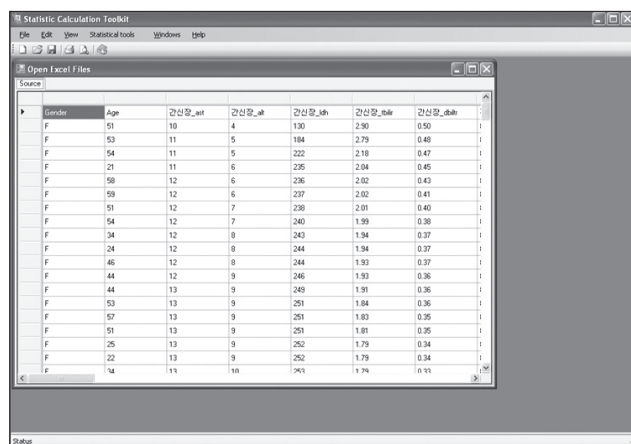 Statistic Calculation Toolkit
File Edit View Statistical tools Windows Help
Open Excel Files
Source
Gender Age 간신장_ast 간신장_alt 간신장_ldh 간신장_tbilir 간신장_dbilir
F 51 10 4 130 2.90 0.50
F 53 11 5 184 2.79 0.48
F 54 11 5 222 2.18 0.47
F 21 11 6 235 2.04 0.45
F 58 12 6 236 2.02 0.43
F 59 12 6 237 2.02 0.41
F 51 12 7 238 2.01 0.40
F 54 12 7 240 1.99 0.38
F 34 12 8 243 1.94 0.37
F 24 12 8 244 1.94 0.37
F 46 12 8 244 1.93 0.37
F 44 12 9 246 1.93 0.36
F 44 13 9 249 1.91 0.36
F 53 13 9 251 1.84 0.36
F 57 13 9 251 1.83 0.35
F 51 13 9 251 1.81 0.35
F 25 13 9 252 1.79 0.34
F 22 13 9 252 1.79 0.34
F 34 13 10 253 1.79 0.33
Status